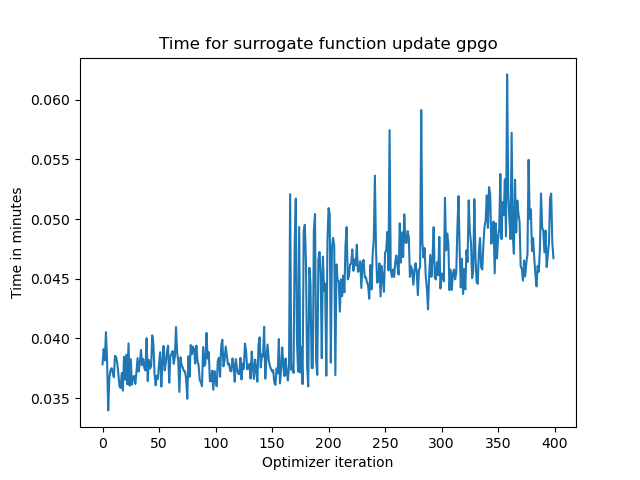 Time for surrogate function update gpgo
0.060
0.055
0.050
0.045
0.040
0.035
Time in minutes
0 50 100 150 200 250 300 350 400
Optimizer iteration